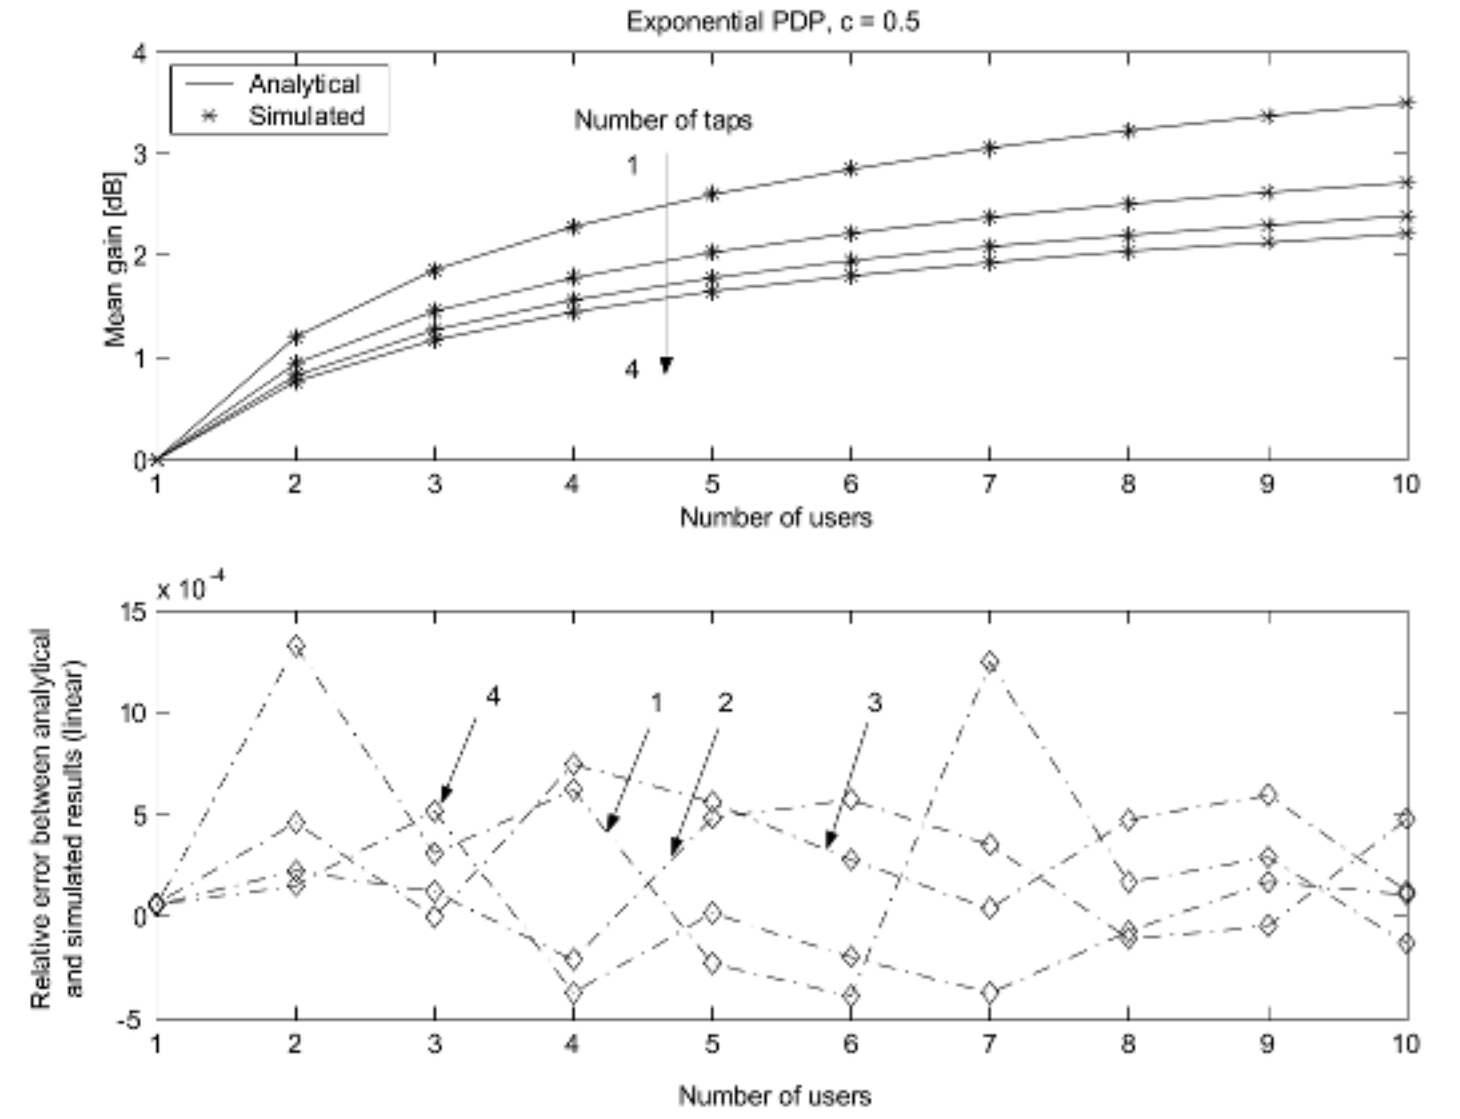 Exponential PDP, c = 0.5
4
Analytical
Simulated
Number of taps
3
1
Mean gain [dB]
2
1
4
0
1 2 3 4 5 6 7 8 9 10
Number of users
x 10 -4
15
Relative error between analytical
and simulated results (linear)
4 1 2 3
10
5
0
-5
1 2 3 4 5 6 7 8 9 10
Number of users